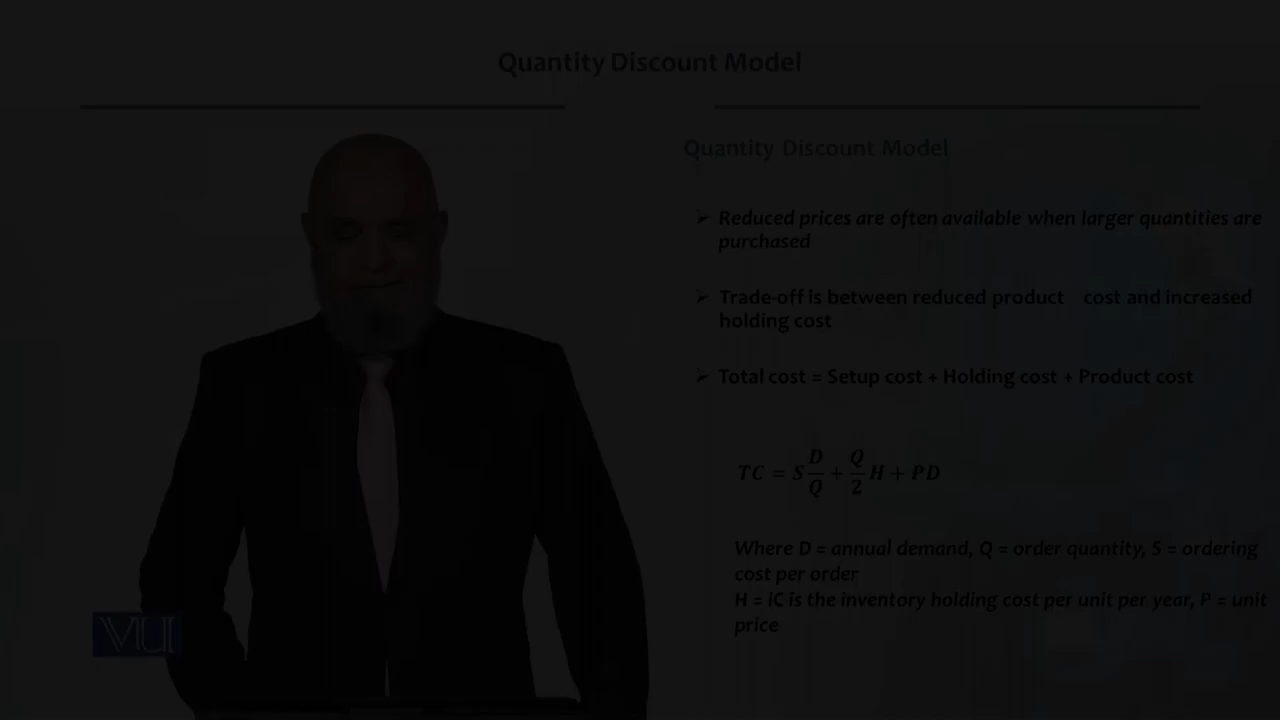 Quantity Discount Model
Quantity Discount Model
➢ Reduced prices are often available when larger quantities are
purchased
➢ Trade-off is between reduced product cost and increased
holding cost
➢ Total cost = Setup cost + Holding cost + Product cost
TC = S D/Q + Q/2 H + PD
Where D = annual demand, Q = order quantity, S = ordering
cost per order
H = iC is the inventory holding cost per unit per year, P = unit
price
VU